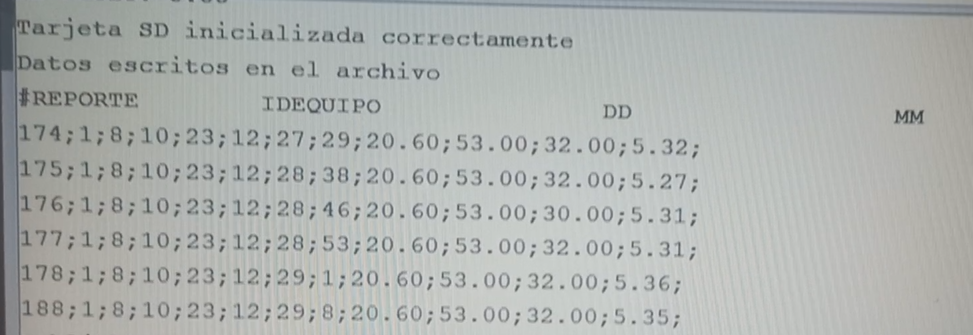 Tarjeta SD inicializada correctamente
Datos escritos en el archivo
#REPORTE IDEQUIPO DD MM
174;1;8;10;23;12;27;29;20.60;53.00;32.00;5.32;
175;1;8;10;23;12;28;38;20.60;53.00;32.00;5.27;
176;1;8;10;23;12;28;46;20.60;53.00;30.00;5.31;
177;1;8;10;23;12;28;53;20.60;53.00;32.00;5.31;
178;1;8;10;23;12;29;1;20.60;53.00;32.00;5.36;
188;1;8;10;23;12;29;8;20.60;53.00;32.00;5.35;